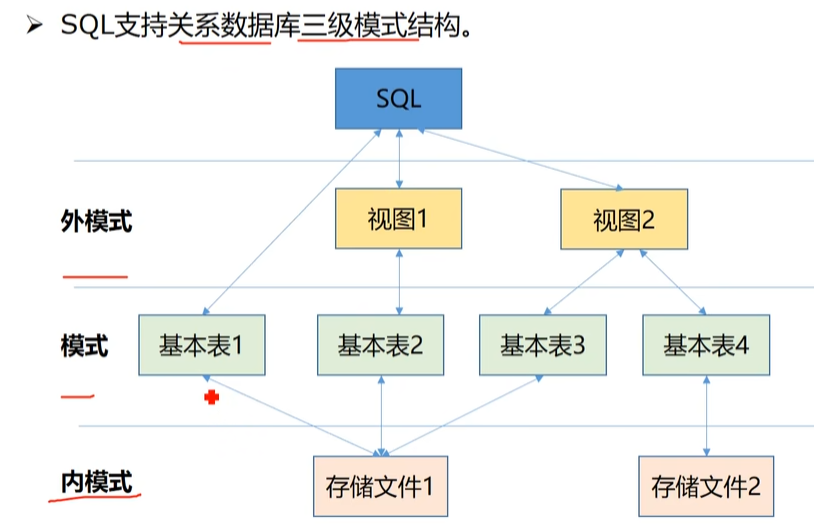 ➢ SQL支持关系数据库三级模式结构。
SQL
外模式
视图1
视图2
模式
基本表1
基本表2
基本表3
基本表4
内模式
存储文件1
存储文件2